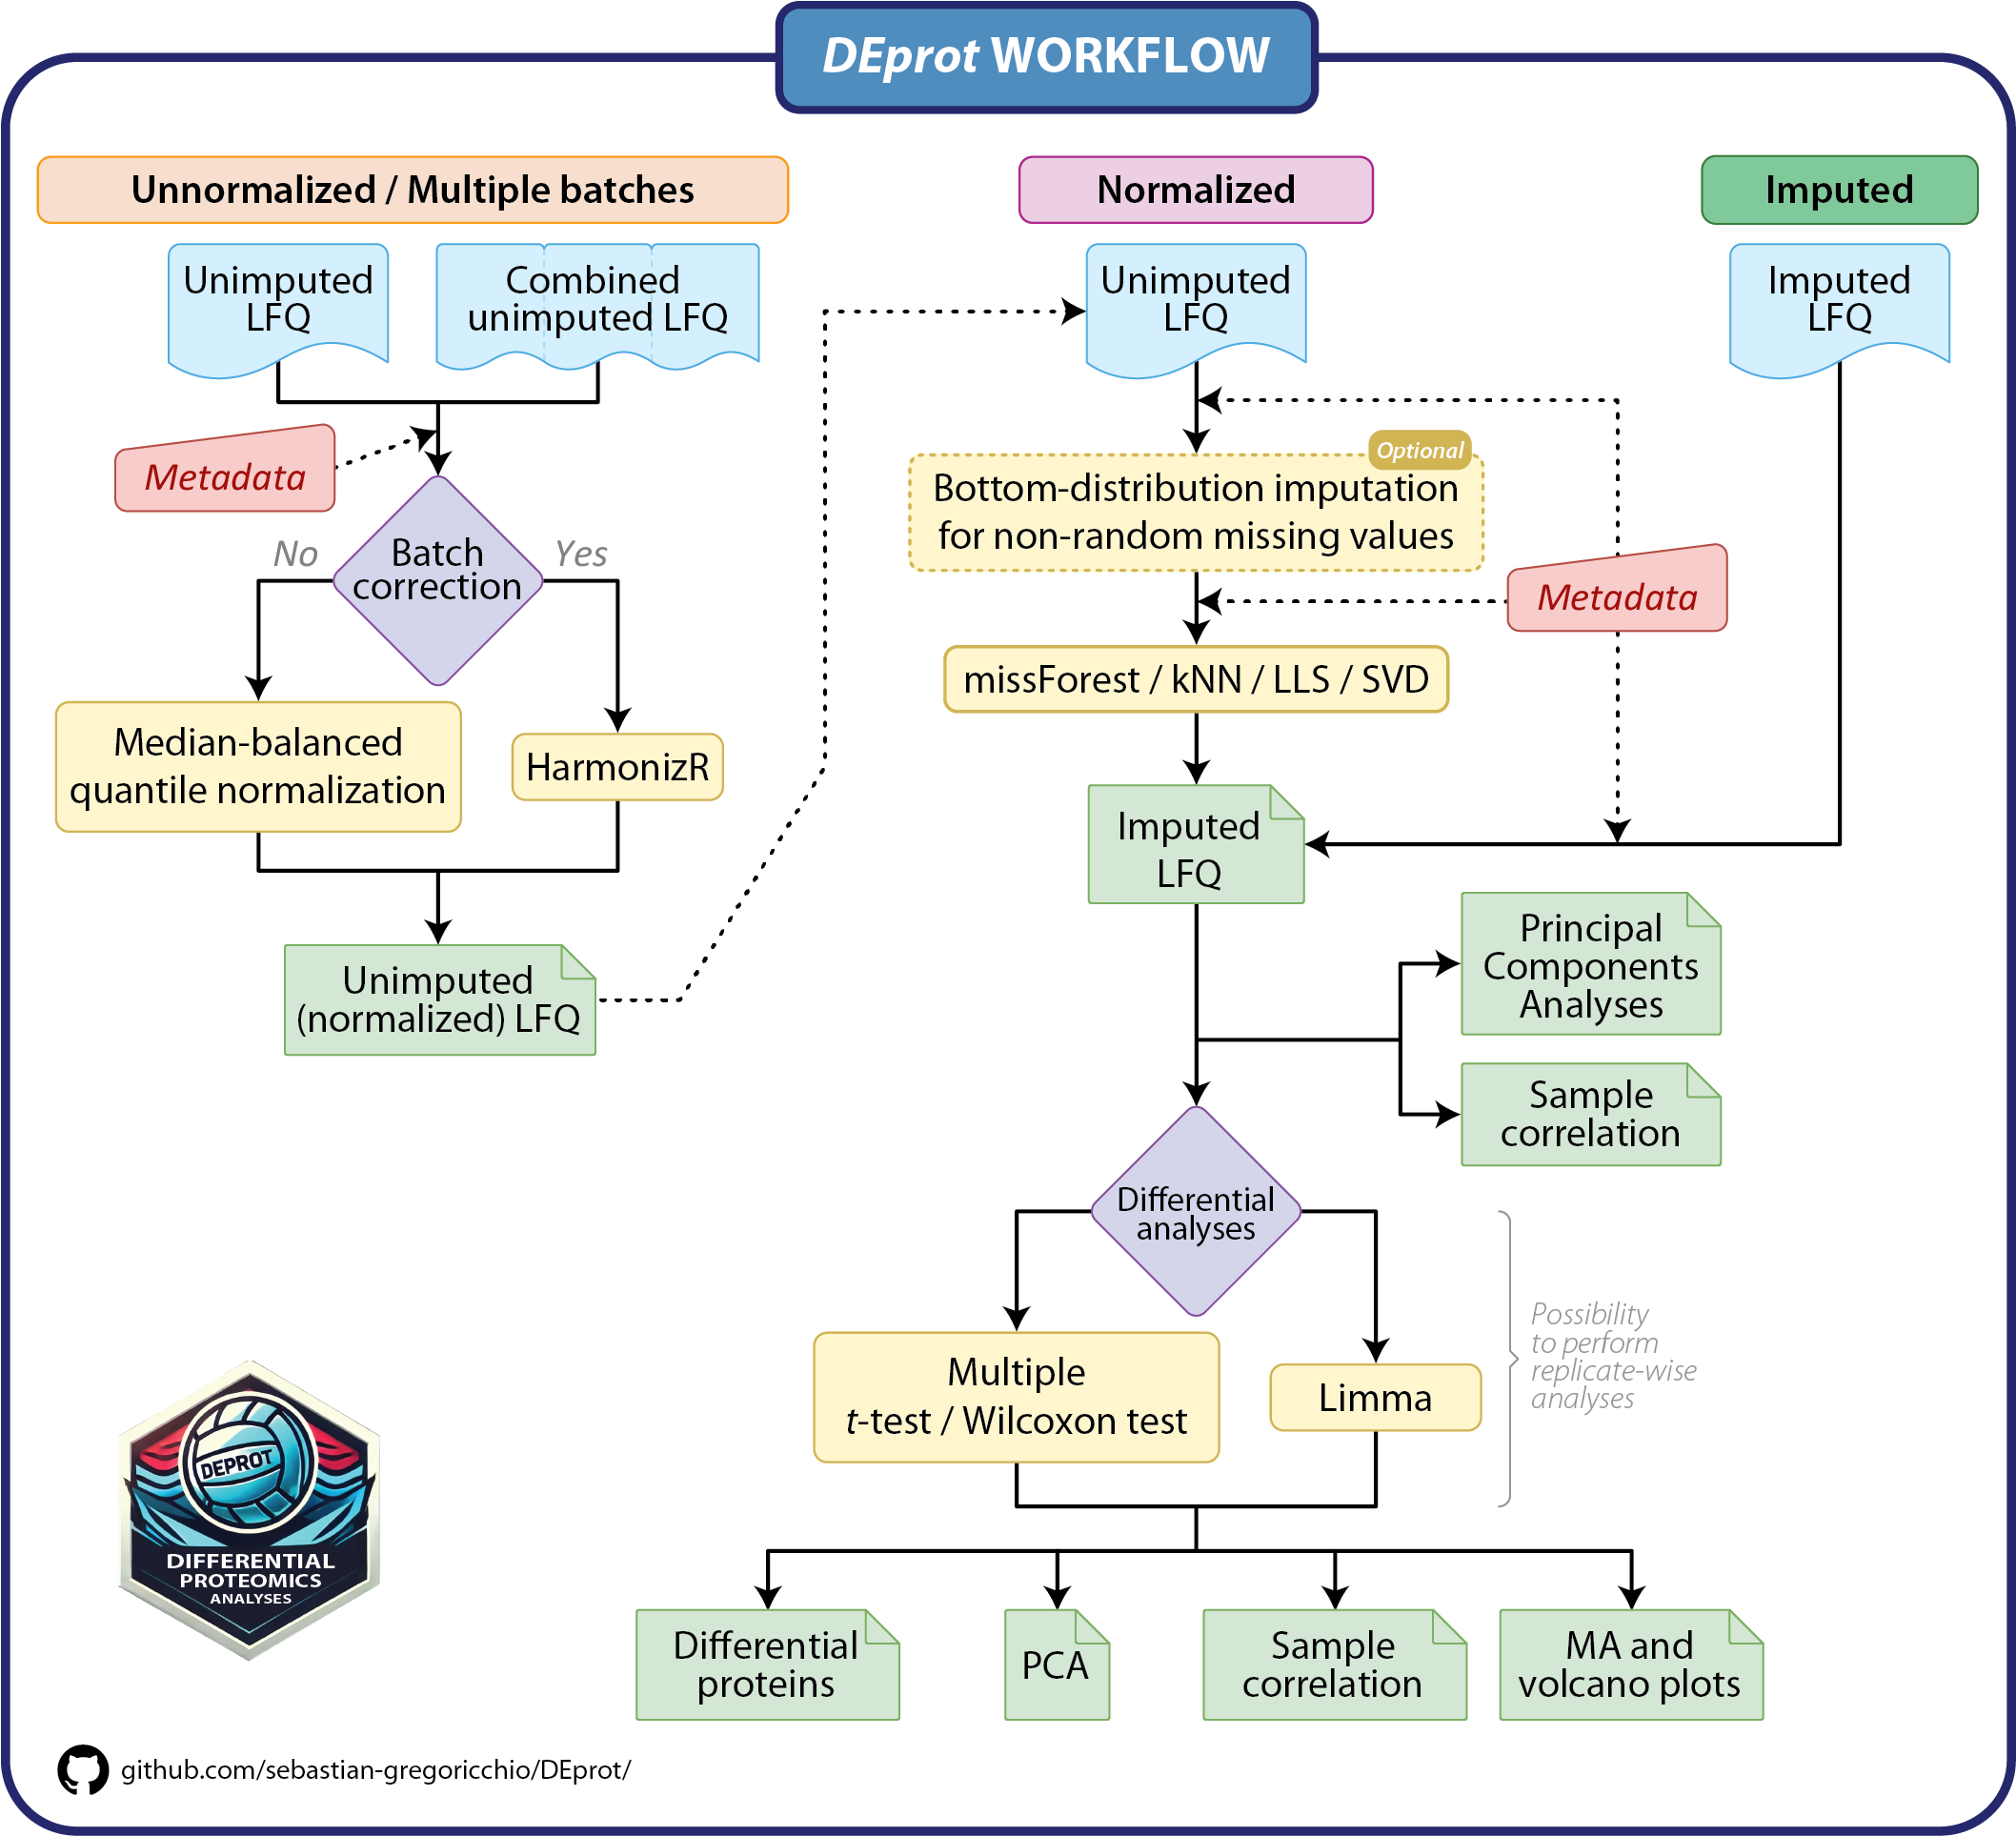 DEprot WORKFLOW
Unnormalized / Multiple batches
Unimputed
LFQ
Combined
unimputed LFQ
Metadata
No
Batch
correction
Yes
Median-balanced
quantile normalization
HarmonizR
Unimputed
(normalized) LFQ
Normalized
Unimputed
LFQ
Optional
Bottom-distribution imputation
for non-random missing values
Metadata
missForest / kNN / LLS / SVD
Imputed
LFQ
Imputed
Imputed
LFQ
Principal
Components
Analyses
Sample
correlation
Differential
analyses
Multiple
t-test / Wilcoxon test
Limma
Possibility
to perform
replicate-wise
analyses
Differential
proteins
PCA
Sample
correlation
MA and
volcano plots
DEPROT
DIFFERENTIAL
PROTEOMICS
ANALYSES
github.com/sebastian-gregoricchio/DEprot/